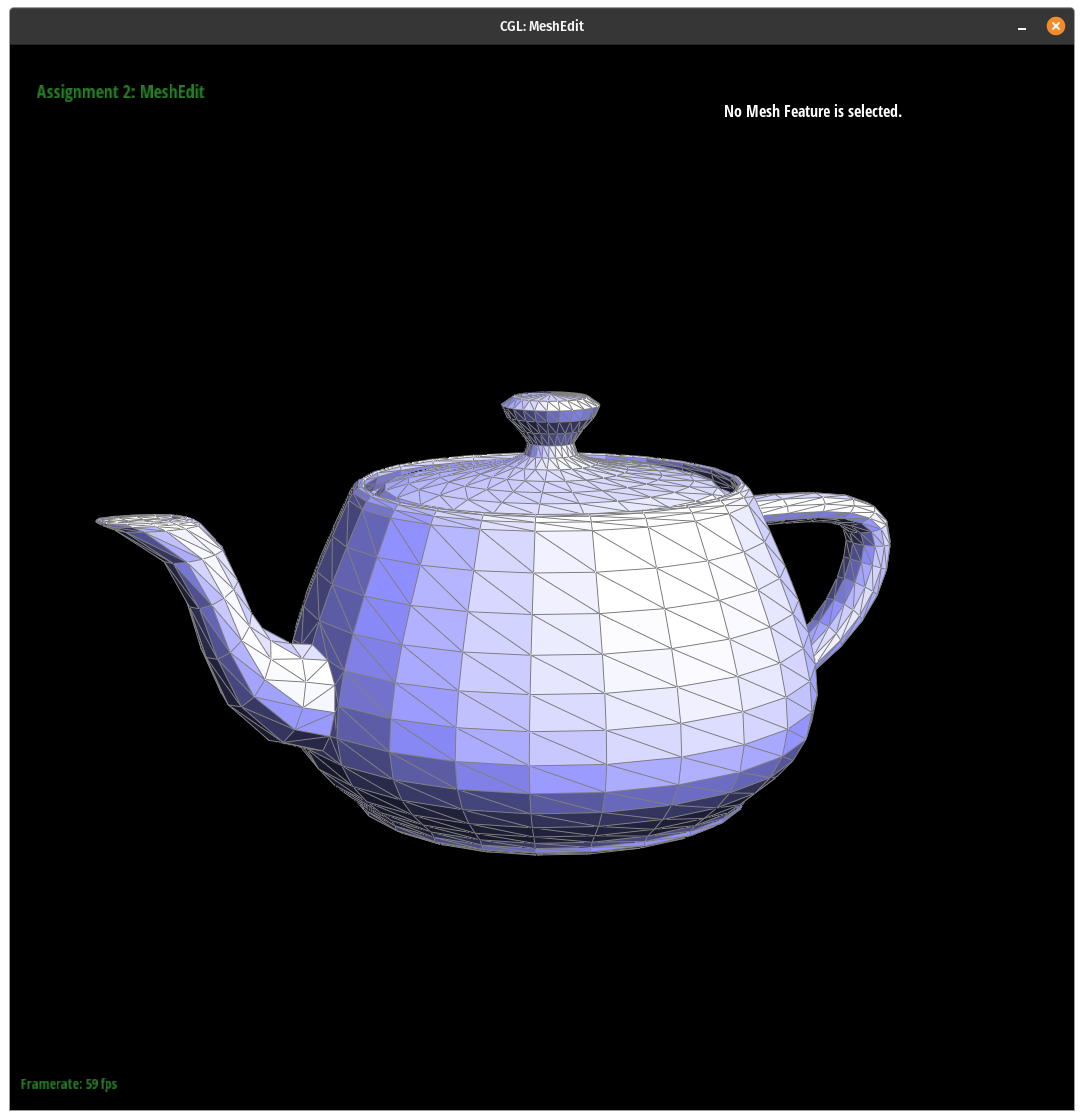 CGL: MeshEdit
Assignment 2: MeshEdit
No Mesh Feature is selected.
Framerate: 59 fps